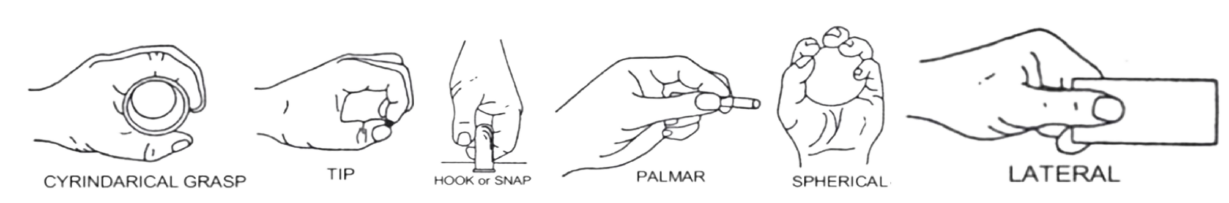 CYRINDARICAL GRASP
TIP
HOOK or SNAP
PALMAR
SPHERICAL
LATERAL